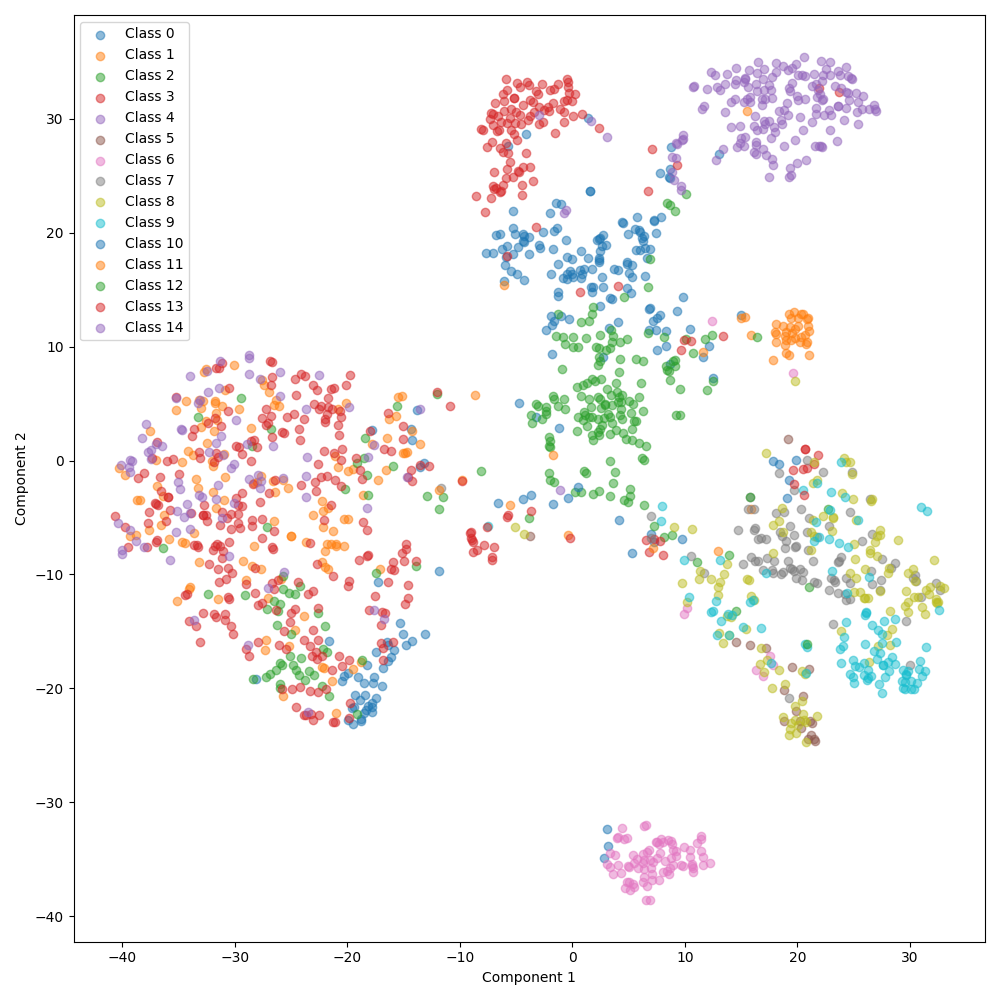 Class 0
Class 1
Class 2
Class 3
Class 4
Class 5
Class 6
Class 7
Class 8
Class 9
Class 10
Class 11
Class 12
Class 13
Class 14
30
20
10
0
−10
−20
−30
−40
Component 2
−40 −30 −20 −10 0 10 20 30
Component 1